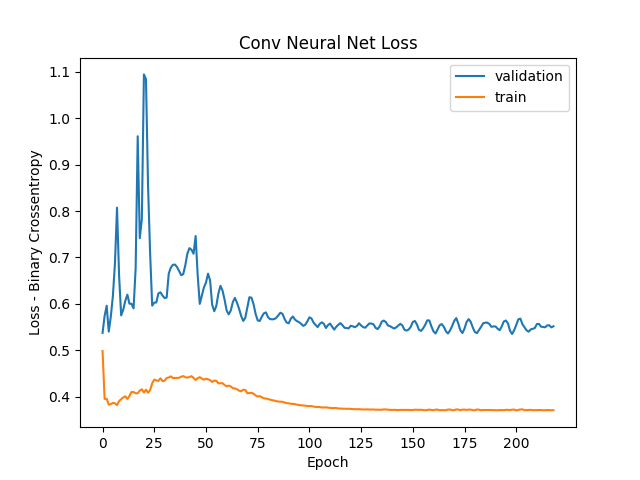 Conv Neural Net Loss
validation
train
1.1
1.0
0.9
0.8
0.7
0.6
0.5
0.4
Loss - Binary Crossentropy
0 25 50 75 100 125 150 175 200
Epoch